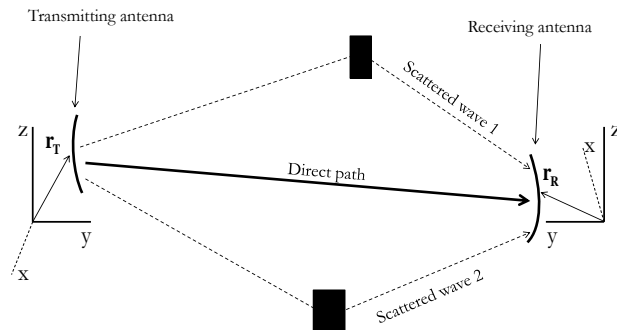 Transmitting antenna
Receiving antenna
Scattered wave 1
z
r_T
Direct path
y
x
x
z
r_R
y
Scattered wave 2